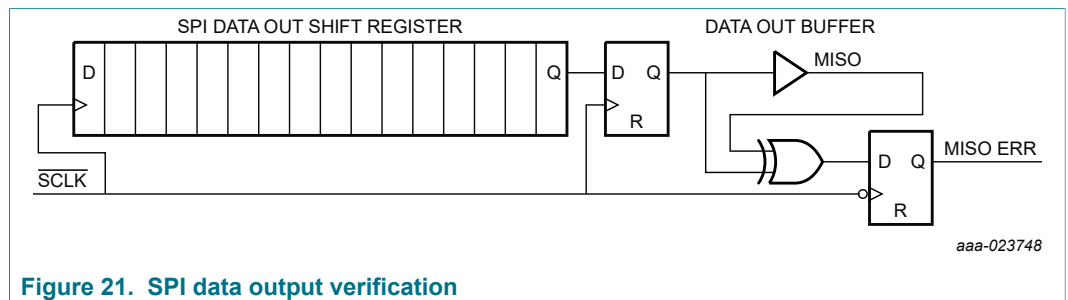 SPI DATA OUT SHIFT REGISTER
DATA OUT BUFFER
D
Q
D
Q
R
MISO
SCLK
D
Q
R
MISO ERR
aaa-023748
Figure 21. SPI data output verification